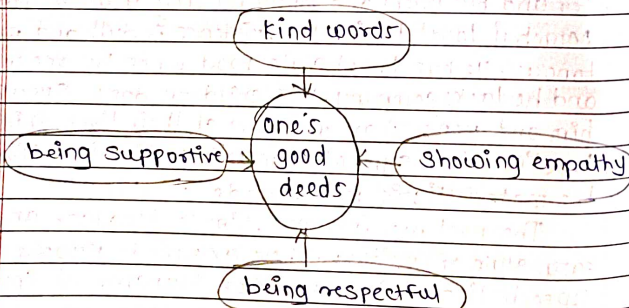 kind words
one's
being supportive good showing empathy
deeds
being respectful